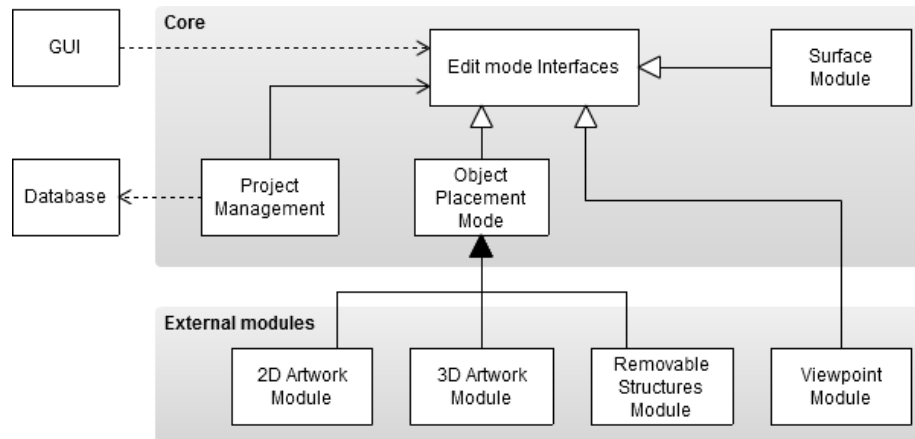 Core
GUI
Edit mode Interfaces
Surface
Module
Database
Project
Management
Object
Placement
Mode
External modules
2D Artwork
Module
3D Artwork
Module
Removable
Structures
Module
Viewpoint
Module